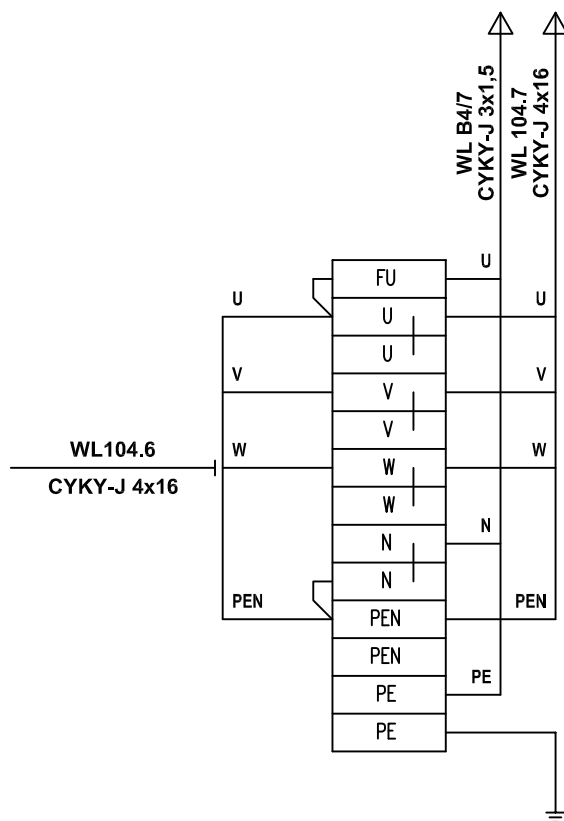 WL B4/7
CYKY-J 3x1,5
WL 104.7
CYKY-J 4x16
U
FU
U
U
U
U
V
V
V
V
WL104.6
CYKY-J 4x16
W
W
W
W
N
N
N
PEN
PEN
PEN
PEN
PE
PE
PE